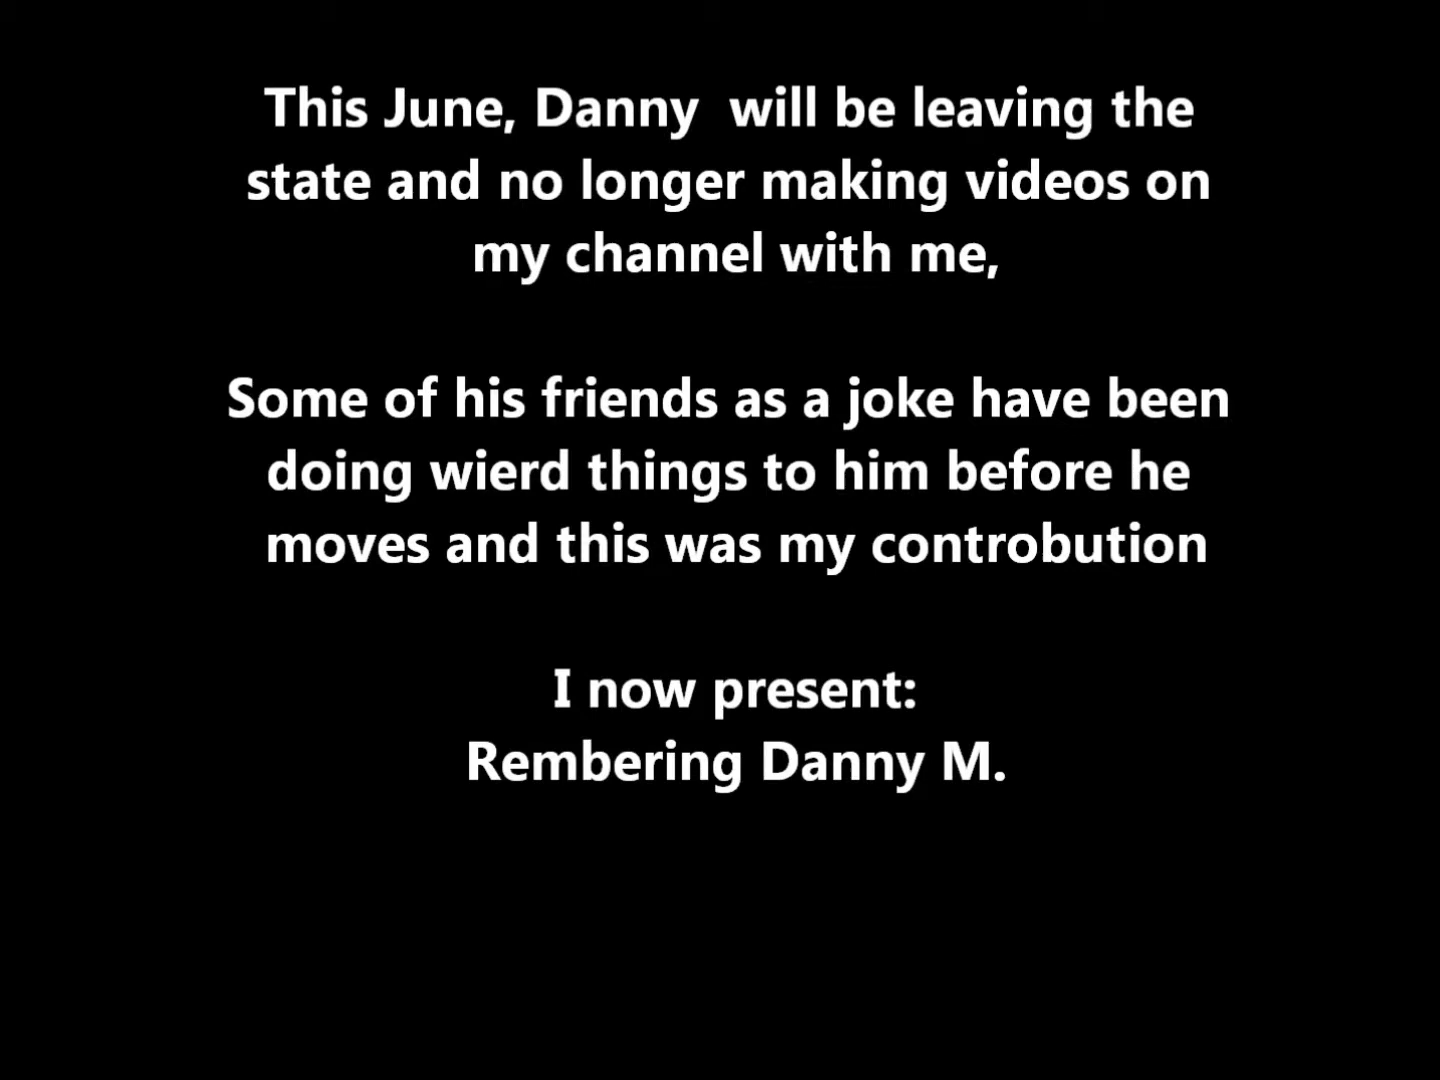 This June, Danny  will be leaving the
state and no longer making videos on
my channel with me,
Some of his friends as a joke have been
doing wierd things to him before he
moves and this was my controbution
I now present:
Rembering Danny M.